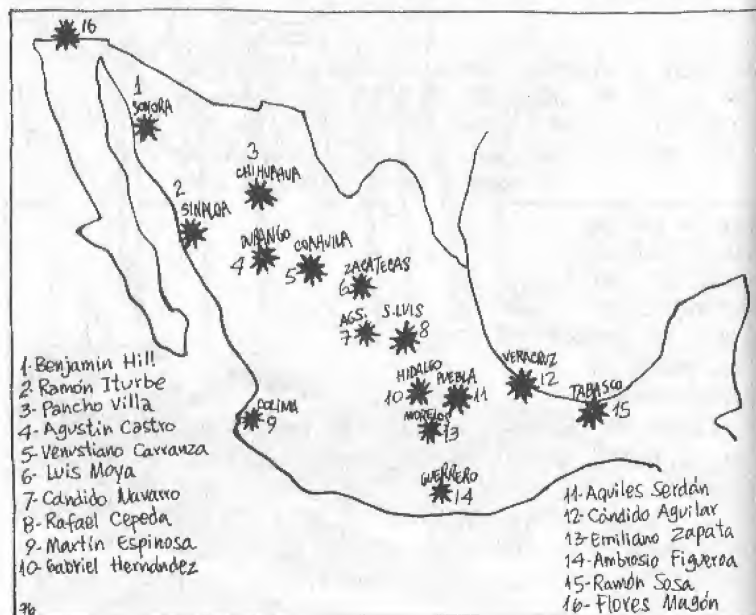 16
1
SONORA
3
CHIHUAHUA
2
SINALOA
DURANGO
4
COAHUILA
5
ZACATECAS
6
AGS.
7
S. LUIS
8
HIDALGO
10
PUEBLA
11
VERACRUZ
12
TABASCO
15
MORELOS
13
COLIMA
9
GUERRERO
14
1-Benjamin Hill
2-Ramón Iturbe
3-Pancho Villa
4-Agustín Castro
5-Venustiano Carranza
6-Luis Moya
7-Cándido Navarro
8-Rafael Cepeda
9-Martín Espinosa
10-Gabriel Hernández
11-Aquiles Serdán
12-Cándido Aguilar
13-Emiliano Zapata
14-Ambrosio Figueroa
15-Ramón Sosa
16-Flores Magón
76